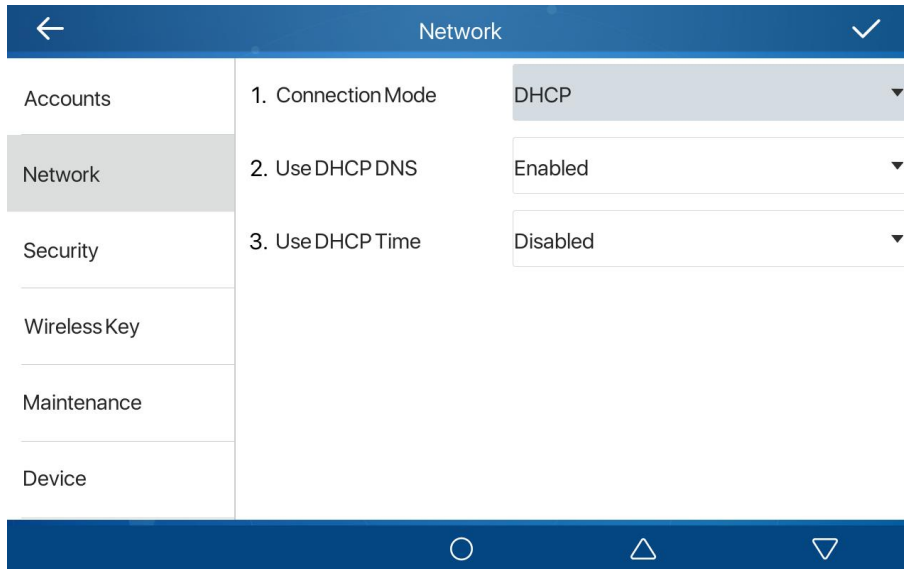 Network
Accounts
Network
Security
Wireless Key
Maintenance
Device
1. Connection Mode DHCP
2. Use DHCP DNS Enabled
3. Use DHCP Time Disabled